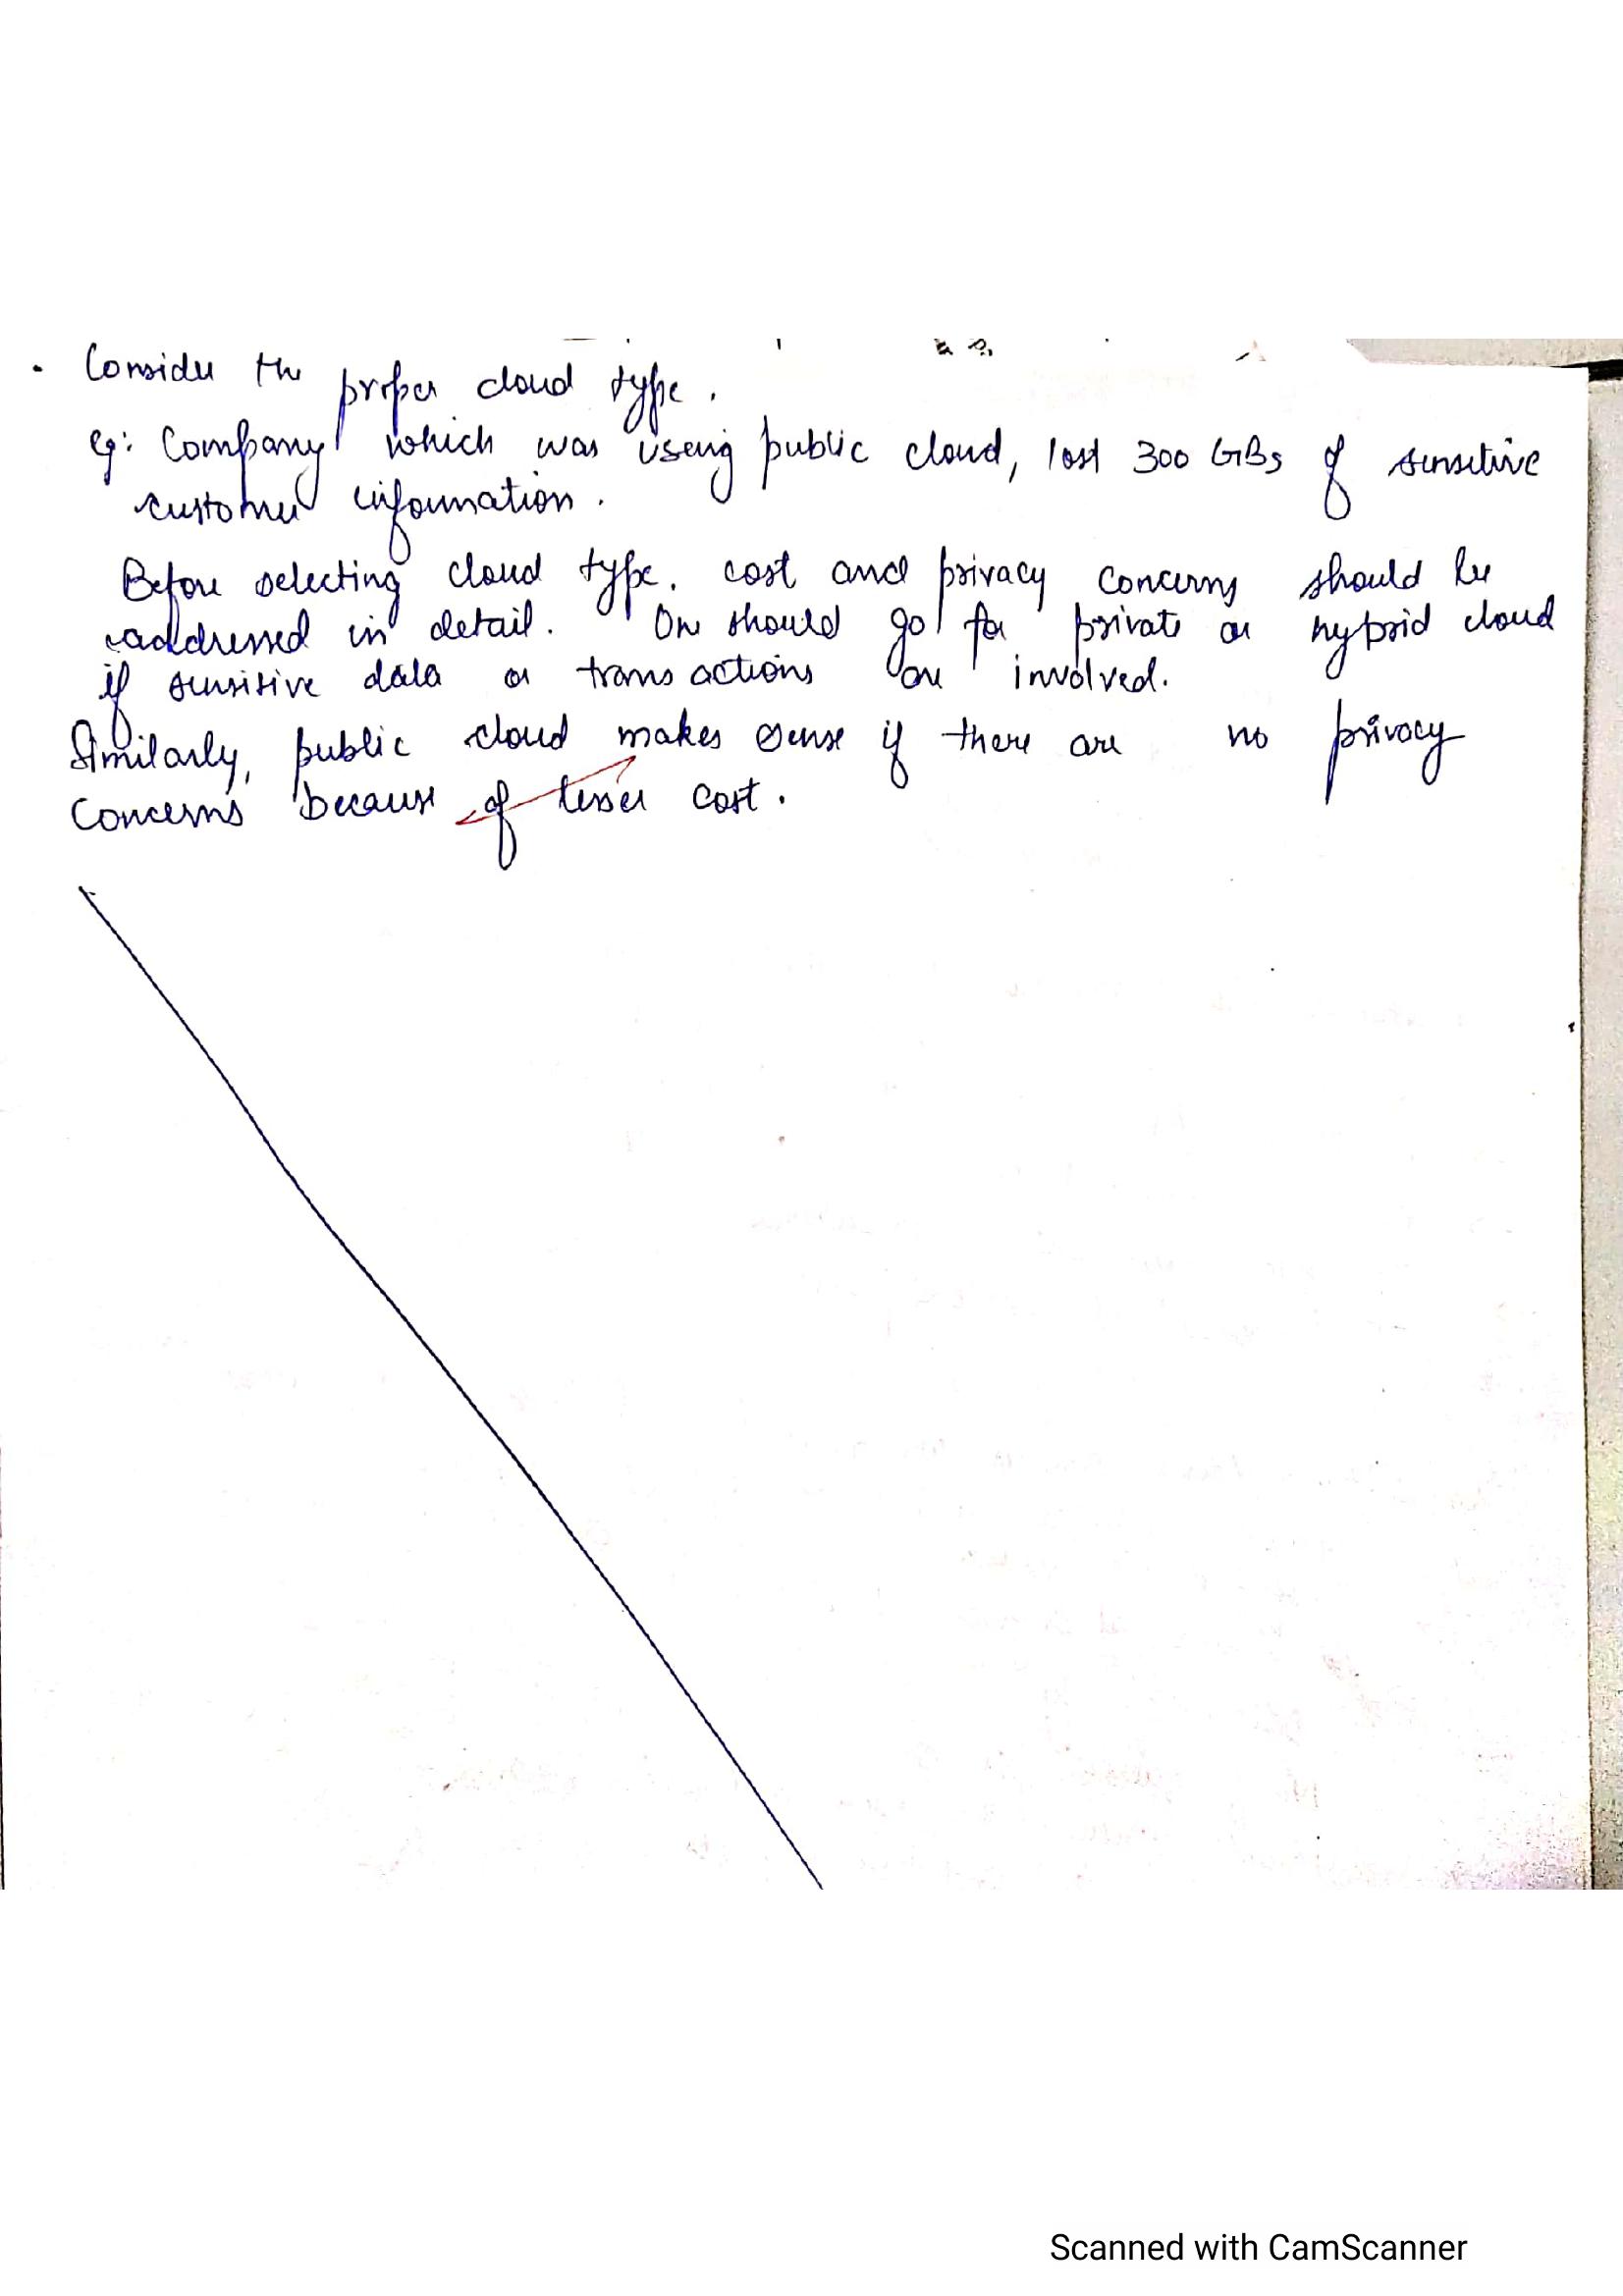 . Consider the proper cloud type.
eg: Company which was using public cloud, lost 300 GBs of sensitive
customer information.
Before selecting cloud type. cost and privacy concerns should be
addressed in detail. One should go for private or hybrid cloud
if sensitive data or transactions are involved.
Similarly, public cloud makes sense if there are no privacy
concerns because of lesser cost.
Scanned with CamScanner